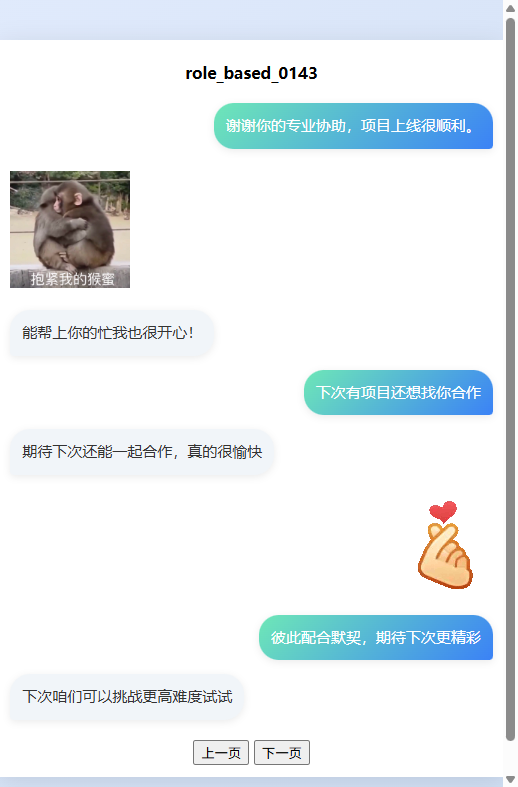 role_based_0143
谢谢你的专业协助，项目上线很顺利。
抱紧我的猴蜜
能帮上你的忙我也很开心！
下次有项目还想找你合作
期待下次还能一起合作，真的很愉快
彼此配合默契，期待下次更精彩
下次咱们可以挑战更高难度试试
上一页 下一页